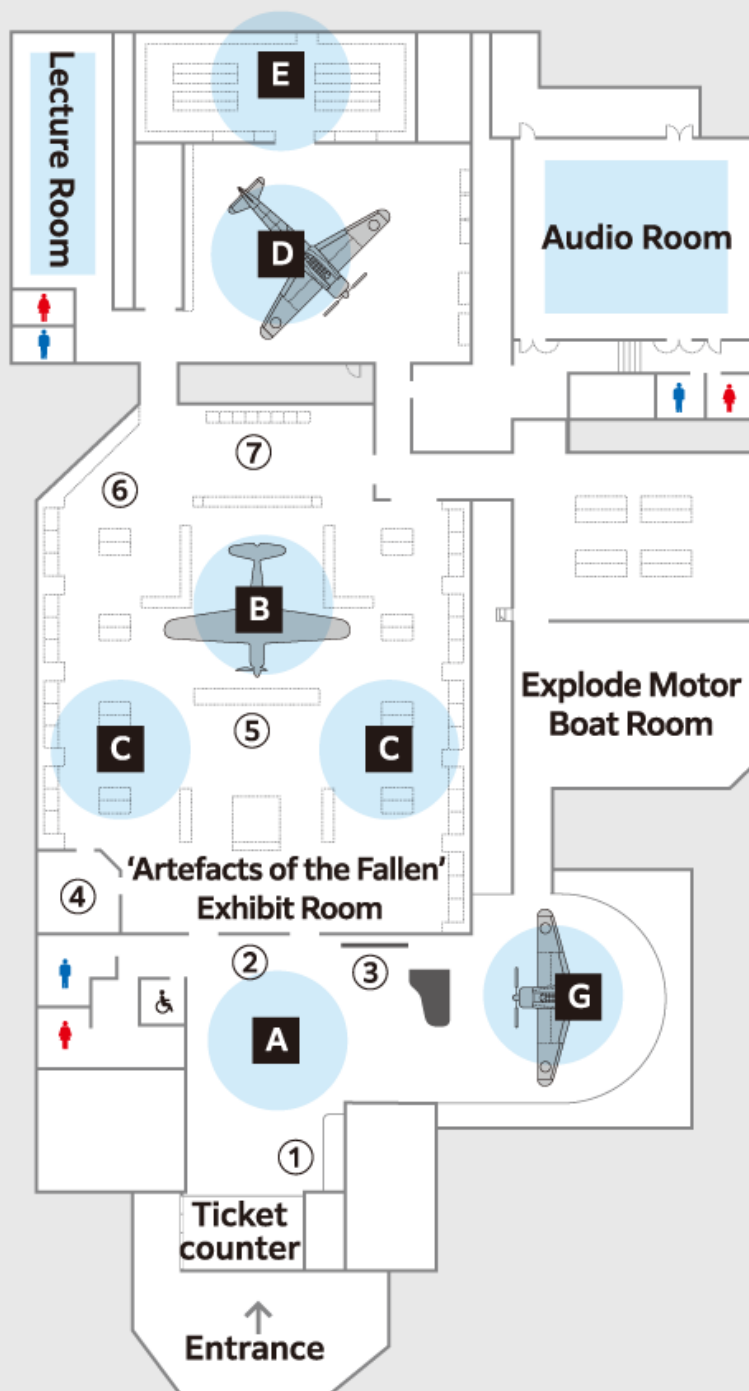 E
Lecture Room
D
Audio Room
⑦
⑥
B
Explode Motor
Boat Room
⑤
C
C
'Artefacts of the Fallen'
Exhibit Room
④
②
③
G
A
①
Ticket
counter
Entrance